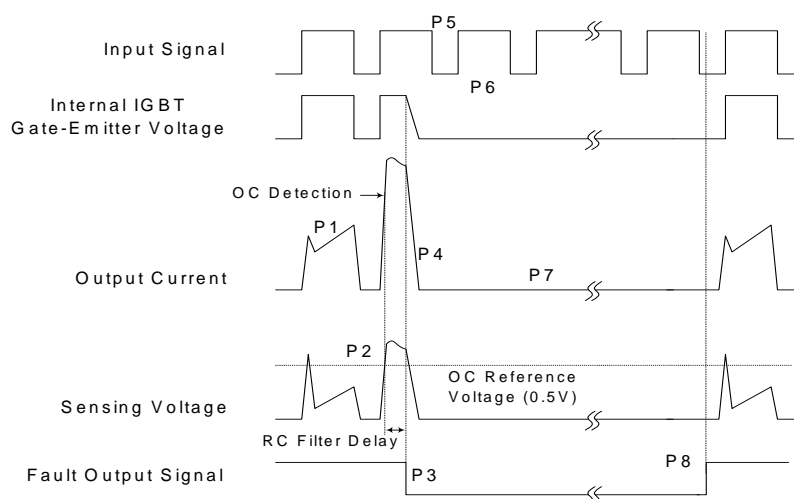 P5
Input Signal
P6
Internal IGBT
Gate-Emitter Voltage
OC Detection
P1
P4
Output Current
P7
P2
OC Reference
Voltage (0.5V)
Sensing Voltage
RC Filter Delay
Fault Output Signal
P3
P8